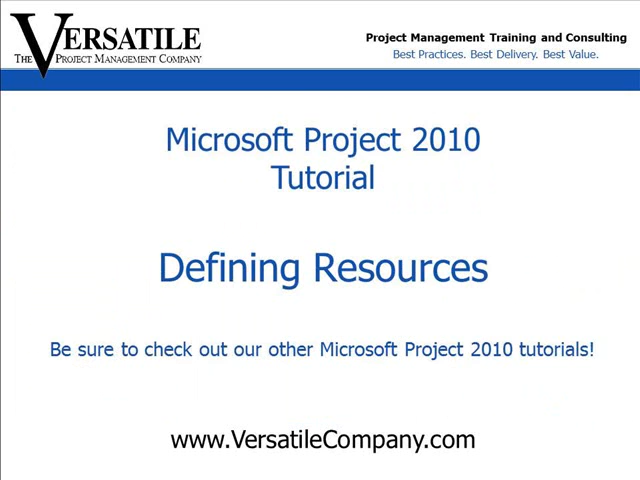 VERSATILE
THE PROJECT MANAGEMENT COMPANY
Project Management Training and Consulting
Best Practices. Best Delivery. Best Value.
Microsoft Project 2010
Tutorial
Defining Resources
Be sure to check out our other Microsoft Project 2010 tutorials!
www.VersatileCompany.com